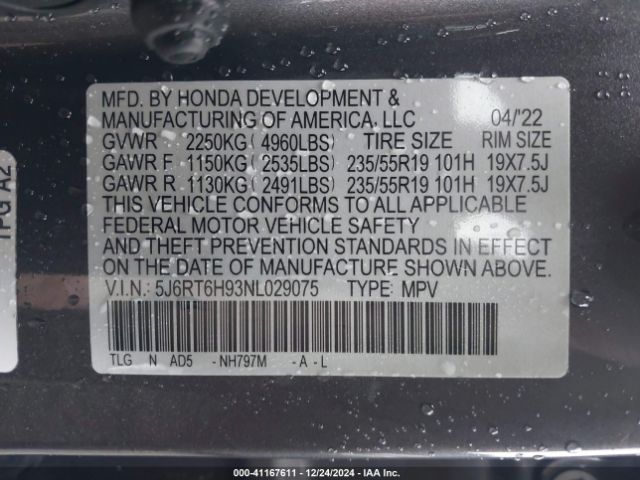 MFD. BY HONDA DEVELOPMENT &
MANUFACTURING OF AMERICA, LLC 04/'22
GVWR 2250KG (4960LBS) TIRE SIZE RIM SIZE
GAWR F 1150KG (2535LBS) 235/55R19 101H 19X7.5J
GAWR R 1130KG (2491LBS) 235/55R19 101H 19X7.5J
THIS VEHICLE CONFORMS TO ALL APPLICABLE
FEDERAL MOTOR VEHICLE SAFETY
AND THEFT PREVENTION STANDARDS IN EFFECT
ON THE DATE OF MANUFACTURE SHOWN ABOVE.
V.I.N.: 5J6RT6H93NL029075 TYPE: MPV
TLG N AD5 - NH797M - A - L
TPG A2
000-41167611 - 12/24/2024 - IAA Inc.